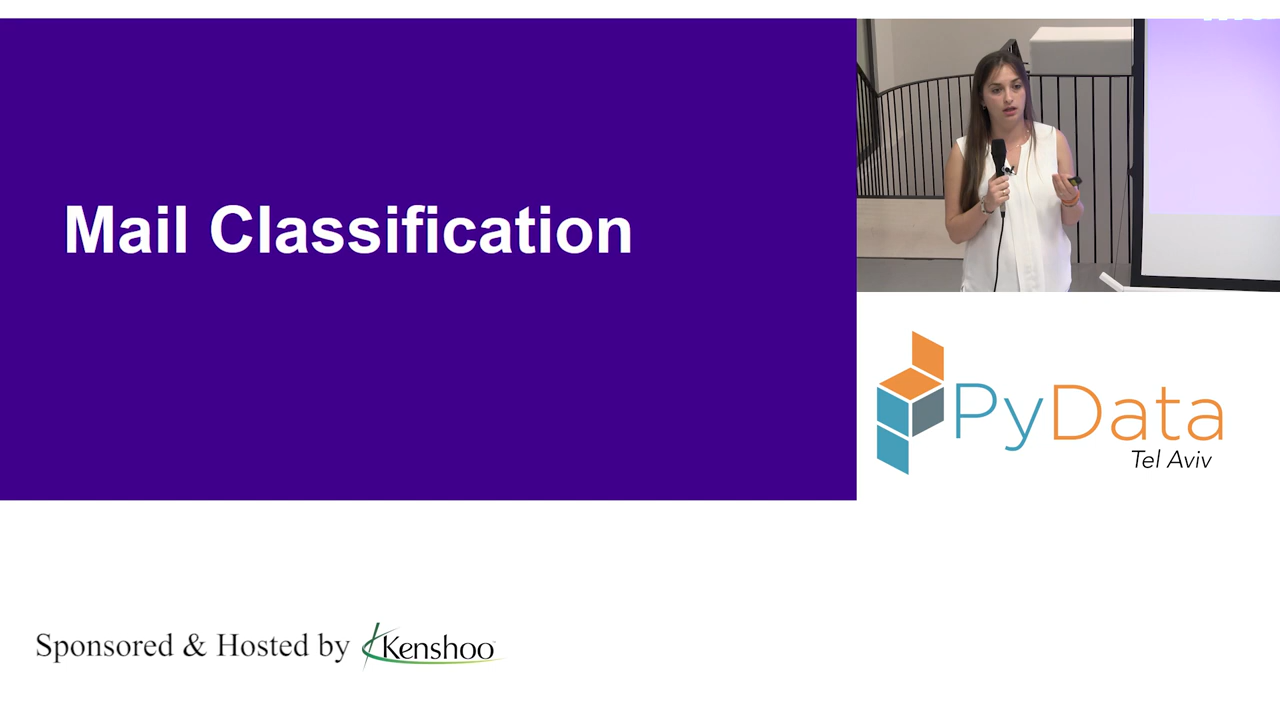 Mail Classification
PyData
Tel Aviv
Sponsored & Hosted by Kenshoo